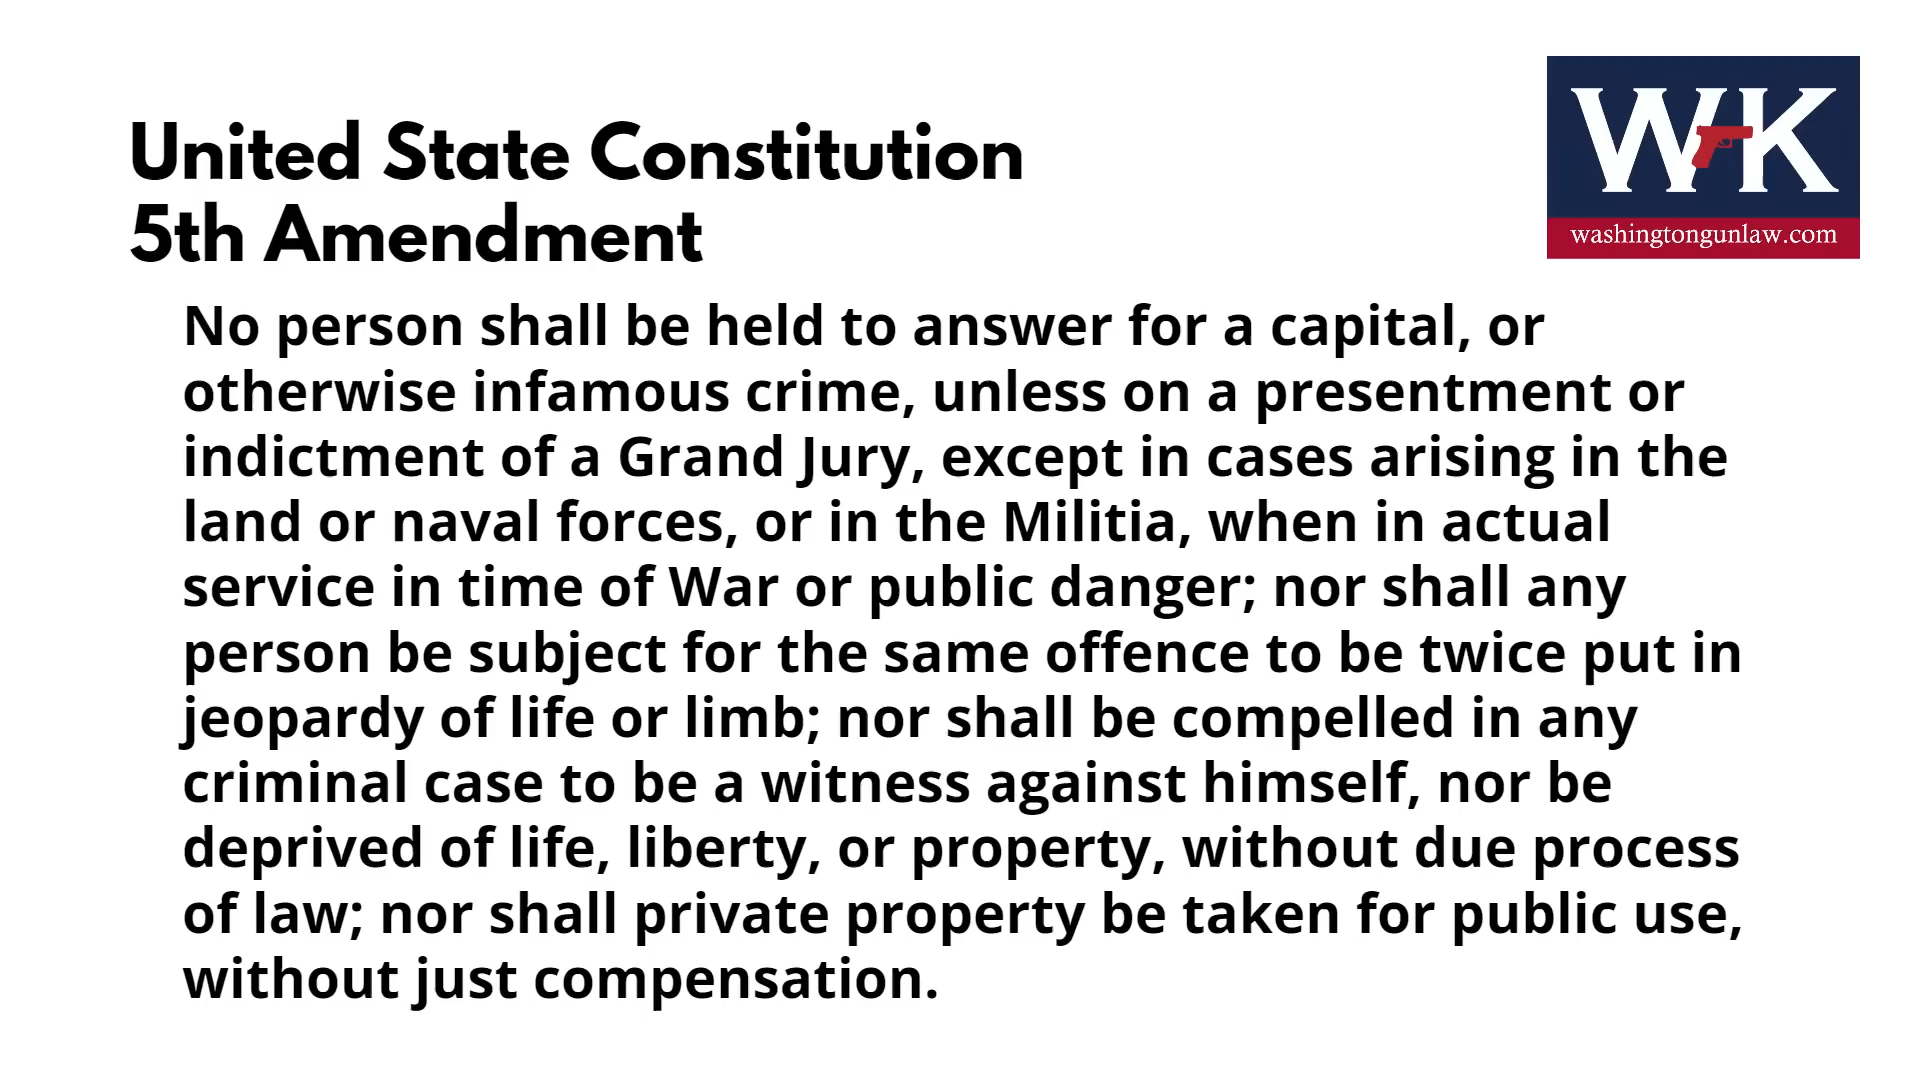 United State Constitution
5th Amendment
WK
washingtongunlaw.com
No person shall be held to answer for a capital, or
otherwise infamous crime, unless on a presentment or
indictment of a Grand Jury, except in cases arising in the
land or naval forces, or in the Militia, when in actual
service in time of War or public danger; nor shall any
person be subject for the same offence to be twice put in
jeopardy of life or limb; nor shall be compelled in any
criminal case to be a witness against himself, nor be
deprived of life, liberty, or property, without due process
of law; nor shall private property be taken for public use,
without just compensation.